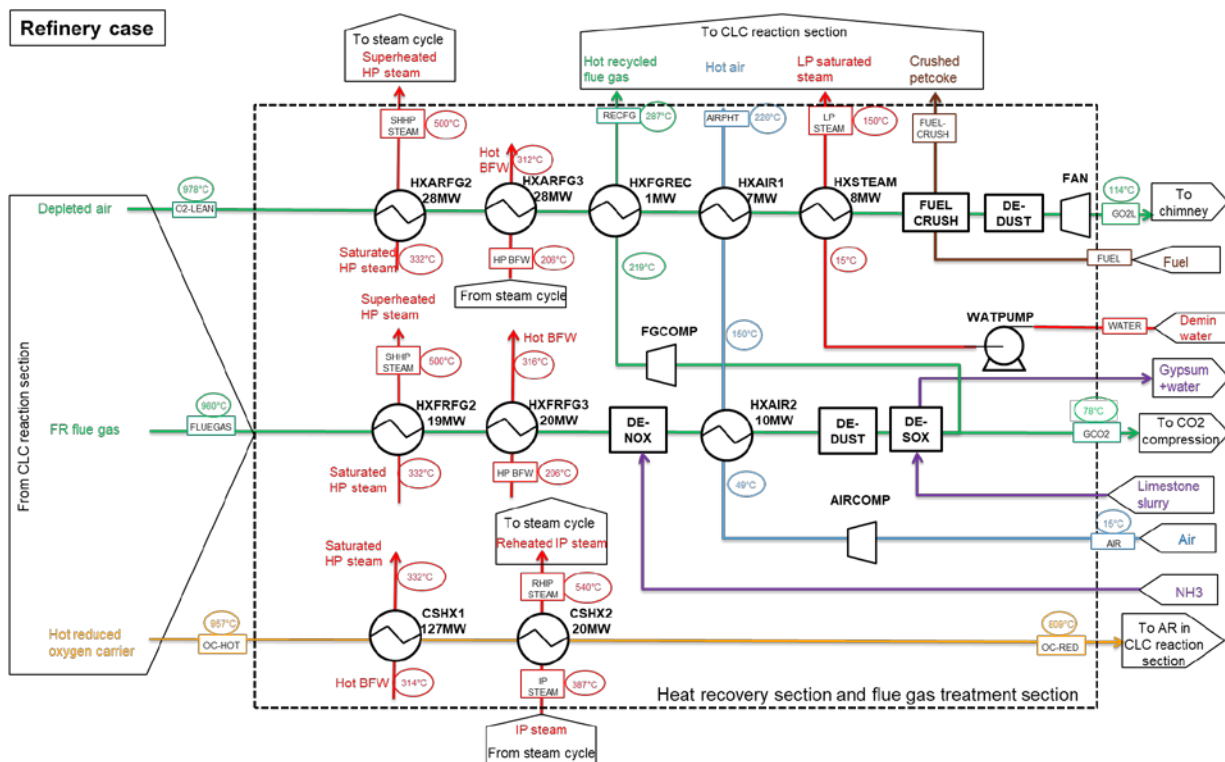 Refinery case
To steam cycle
Superheated
HP steam
To CLC reaction section
Hot recycled
flue gas
Hot air
LP saturated
steam
Crushed
petcoke
SHHP
STEAM
500°C
Hot
BFW
312°C
RECFG
287°C
AIRPHT
220°C
LP
STEAM
150°C
FUEL-
CRUSH
978°C
Depleted air
O2-LEAN
HXARFG2
28MW
HXARFG3
28MW
HXFGREC
1MW
HXAIR1
7MW
HXSTEAM
8MW
FUEL
CRUSH
DE-
DUST
FAN
114°C
GO2L
To
chimney
Saturated
HP steam
332°C
HP BFW
206°C
From steam cycle
219°C
15°C
FUEL
Fuel
Superheated
HP steam
Hot BFW
FGCOMP
150°C
WATPUMP
WATER
Demin
water
SHHP
STEAM
500°C
316°C
Gypsum
+water
From CLC reaction section
960°C
FR flue gas
FLUEGAS
HXFRFG2
19MW
HXFRFG3
20MW
DE-
NOX
HXAIR2
10MW
DE-
DUST
DE-
SOX
78°C
GCO2
To CO2
compression
Saturated
HP steam
332°C
HP BFW
206°C
49°C
Limestone
slurry
To steam cycle
Reheated IP steam
AIRCOMP
15°C
AIR
Air
Saturated
HP steam
332°C
RHIP
STEAM
540°C
NH3
957°C
Hot reduced
oxygen carrier
OC-HOT
CSHX1
127MW
CSHX2
20MW
OC-RED
To AR in
CLC reaction
section
Hot BFW
314°C
IP
STEAM
387°C
Heat recovery section and flue gas treatment section
IP steam
From steam cycle